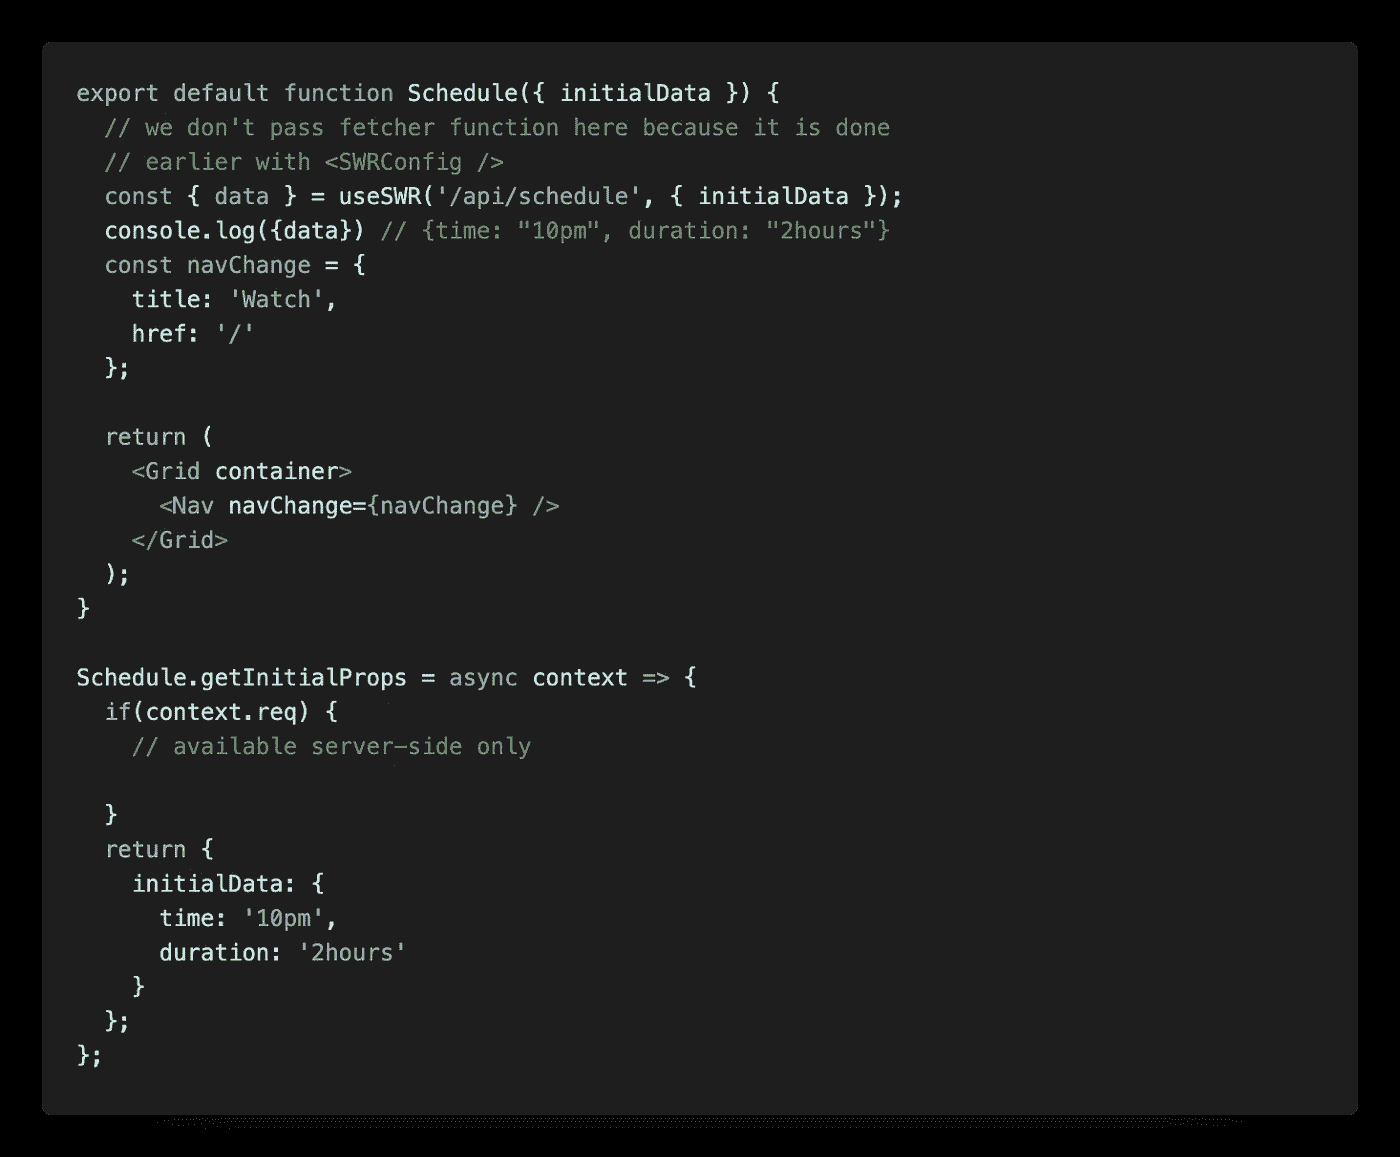 export default function Schedule({ initialData }) {
  // we don't pass fetcher function here because it is done
  // earlier with <SWRConfig />
  const { data } = useSWR('/api/schedule', { initialData });
  console.log({data}) // {time: "10pm", duration: "2hours"}
  const navChange = {
    title: 'Watch',
    href: '/'
  };

  return (
    <Grid container>
      <Nav navChange={navChange} />
    </Grid>
  );
}

Schedule.getInitialProps = async context => {
  if(context.req) {
    // available server-side only

  }
  return {
    initialData: {
      time: '10pm',
      duration: '2hours'
    }
  };
};